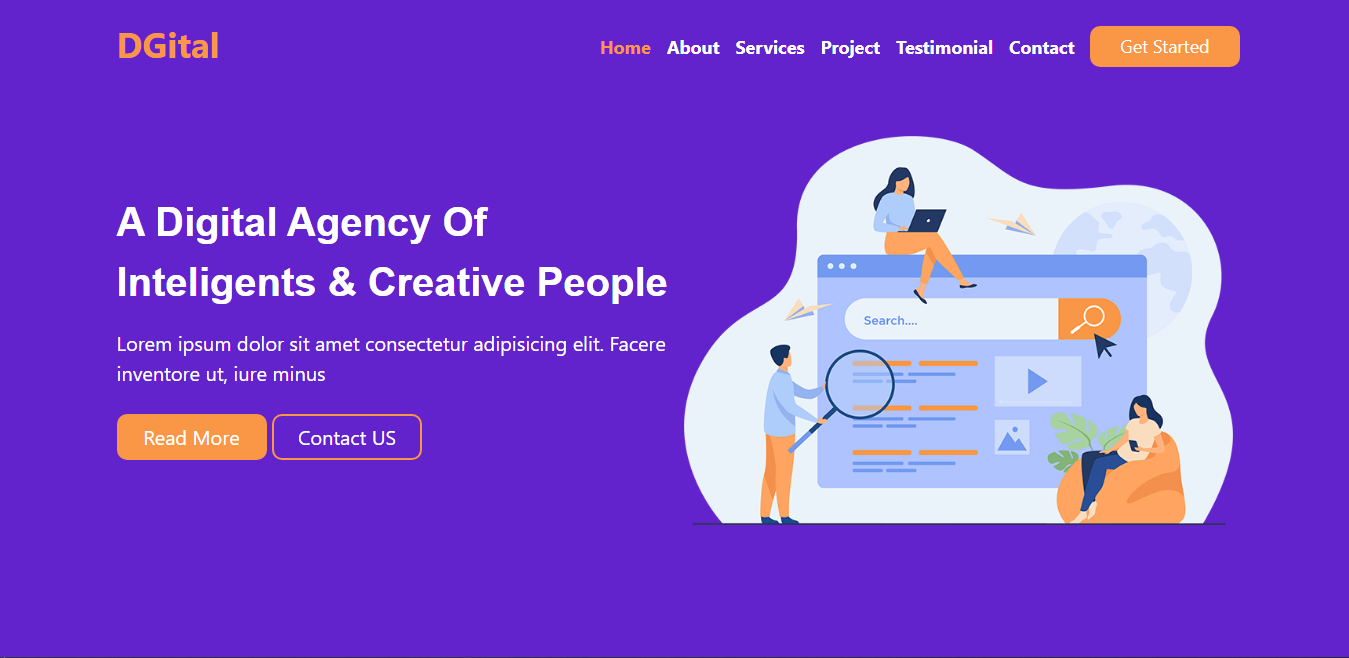 DGital
Home About Services Project Testimonial Contact Get Started
A Digital Agency Of
Inteligents & Creative People
Lorem ipsum dolor sit amet consectetur adipisicing elit. Facere
inventore ut, iure minus
Read More Contact US
Search....